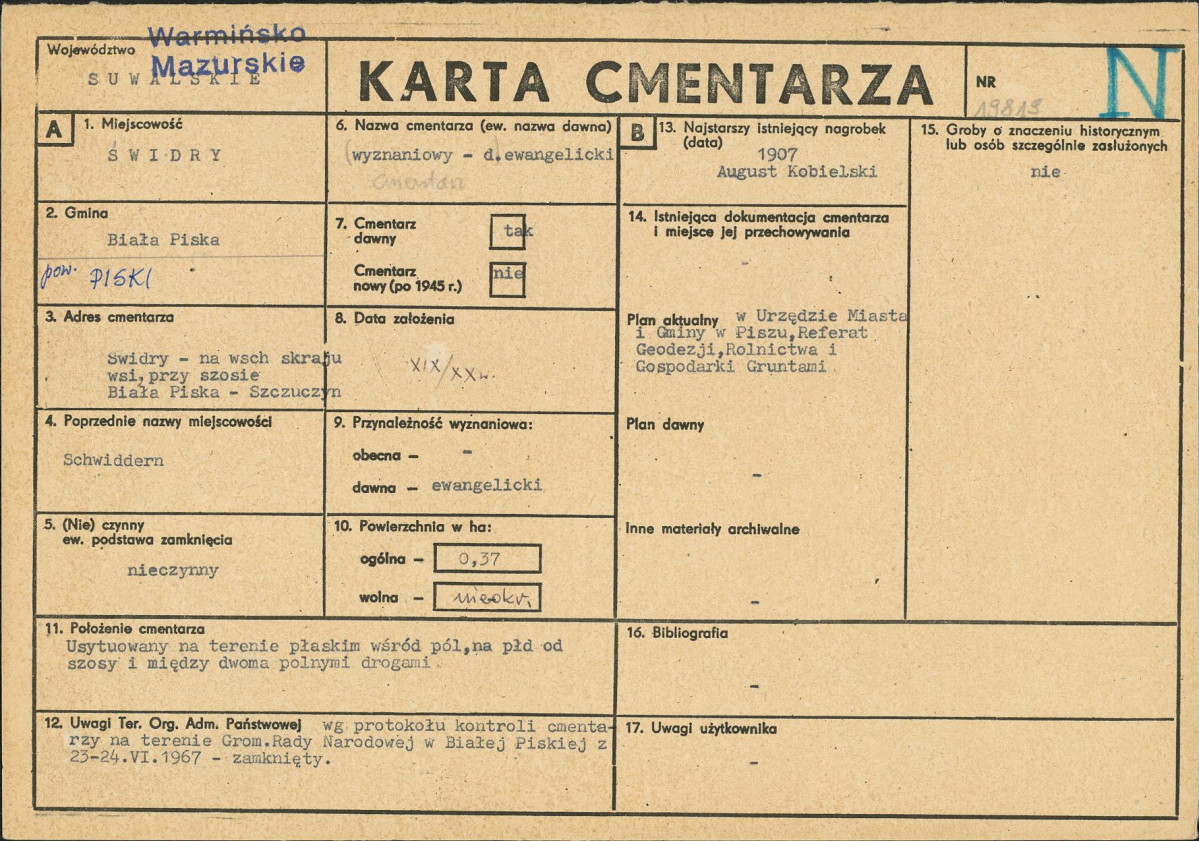 Województwo
Warmińsko
Mazurskie
SUWALSKIE
KARTA CMENTARZA
NR
19819
N
A
1. Miejscowość
ŚWIDRY
2. Gmina
Biała Piska
pow. PISKI
3. Adres cmentarza
Świdry - na wsch skraju
wsi,przy szosie
Biała Piska - Szczuczyn
4. Poprzednie nazwy miejscowości
Schwiddern
5. (Nie) czynny
ew. podstawa zamknięcia
nieczynny
6. Nazwa cmentarza (ew. nazwa dawna)
(wyznaniowy - d.) ewangelicki
cmentarz
7. Cmentarz
dawny
tak
Cmentarz
nowy (po 1945 r.)
nie
8. Data założenia
XIX/XXw.
9. Przynależność wyznaniowa:
obecna — -
dawna — ewangelicki
10. Powierzchnia w ha:
ogólna — 0,37
wolna — nieokr.
11. Położenie cmentarza
Usytuowany na terenie płaskim wśród pól,na płd od
szosy i między dwoma polnymi drogami.
12. Uwagi Ter. Org. Adm. Państwowej wg protokołu kontroli cmenta-
rzy na terenie Grom.Rady Narodowej w Białej Piskiej z
23-24.VI.1967 - zamknięty.
B
13. Najstarszy istniejący nagrobek
(data)
1907
August Kobielski
14. Istniejąca dokumentacja cmentarza
i miejsce jej przechowywania
-
Plan aktualny w Urzędzie Miasta
i Gminy w Piszu,Referat
Geodezji,Rolnictwa i
Gospodarki Gruntami
Plan dawny
-
Inne materiały archiwalne
-
15. Groby o znaczeniu historycznym
lub osób szczególnie zasłużonych
nie
16. Bibliografia
-
17. Uwagi użytkownika
-